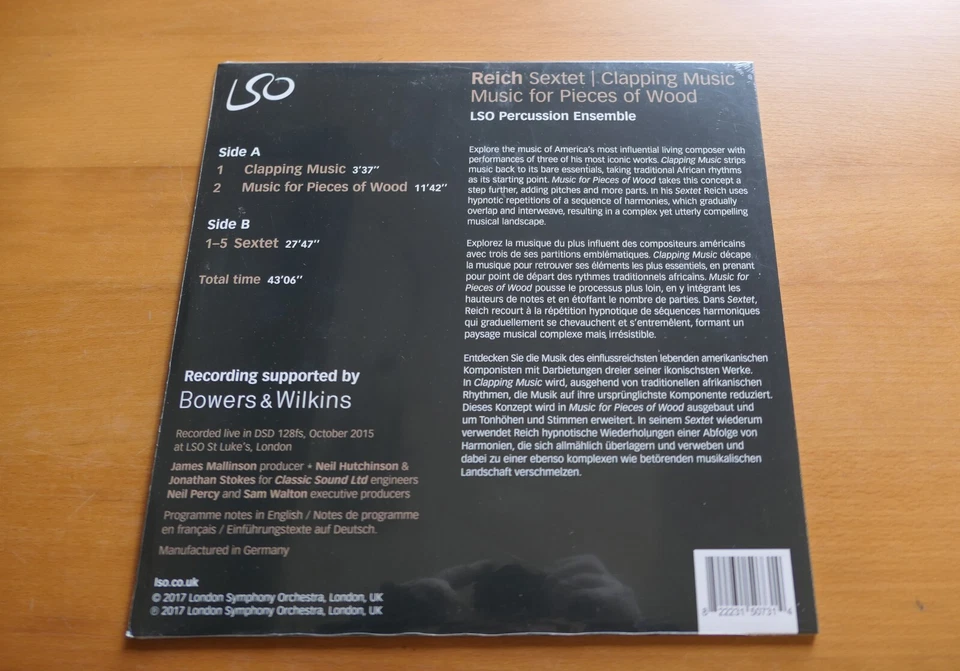 LSO
Reich Sextet | Clapping Music
Music for Pieces of Wood
LSO Percussion Ensemble
Side A
1 Clapping Music 3’37’’
2 Music for Pieces of Wood 11’42’’
Side B
1–5 Sextet 27’47’’
Total time 43’06’’
Recording supported by
Bowers & Wilkins
Recorded live in DSD 128fs, October 2015
at LSO St Luke's, London
James Mallinson producer • Neil Hutchinson &
Jonathan Stokes for Classic Sound Ltd engineers
Neil Percy and Sam Walton executive producers
Programme notes in English / Notes de programme
en français / Einführungstexte auf Deutsch.
Manufactured in Germany
lso.co.uk
© 2017 London Symphony Orchestra, London, UK
℗ 2017 London Symphony Orchestra, London, UK
Explore the music of America's most influential living composer with
performances of three of his most iconic works. Clapping Music strips
music back to its bare essentials, taking traditional African rhythms
as its starting point. Music for Pieces of Wood takes this concept a
step further, adding pitches and more parts. In his Sextet Reich uses
hypnotic repetitions of a sequence of harmonies, which gradually
overlap and interweave, resulting in a complex yet utterly compelling
musical landscape.
Explorez la musique du plus influent des compositeurs américains
avec trois de ses partitions emblématiques. Clapping Music décape
la musique pour retrouver ses éléments les plus essentiels, en prenant
pour point de départ des rythmes traditionnels africains. Music for
Pieces of Wood pousse le processus plus loin, en y intégrant les
hauteurs de notes et en étoffant le nombre de parties. Dans Sextet,
Reich recourt à la répétition hypnotique de séquences harmoniques
qui graduellement se chevauchent et s'entremêlent, formant un
paysage musical complexe mais irrésistible.
Entdecken Sie die Musik des einflussreichsten lebenden amerikanischen
Komponisten mit Darbietungen dreier seiner ikonischsten Werke.
In Clapping Music wird, ausgehend von traditionellen afrikanischen
Rhythmen, die Musik auf ihre ursprünglichste Komponente reduziert.
Dieses Konzept wird in Music for Pieces of Wood ausgebaut und
um Tonhöhen und Stimmen erweitert. In seinem Sextet wiederum
verwendet Reich hypnotische Wiederholungen einer Abfolge von
Harmonien, die sich allmählich überlagern und verweben und
dabei zu einer ebenso komplexen wie betörenden musikalischen
Landschaft verschmelzen.
8 22231 50731 4